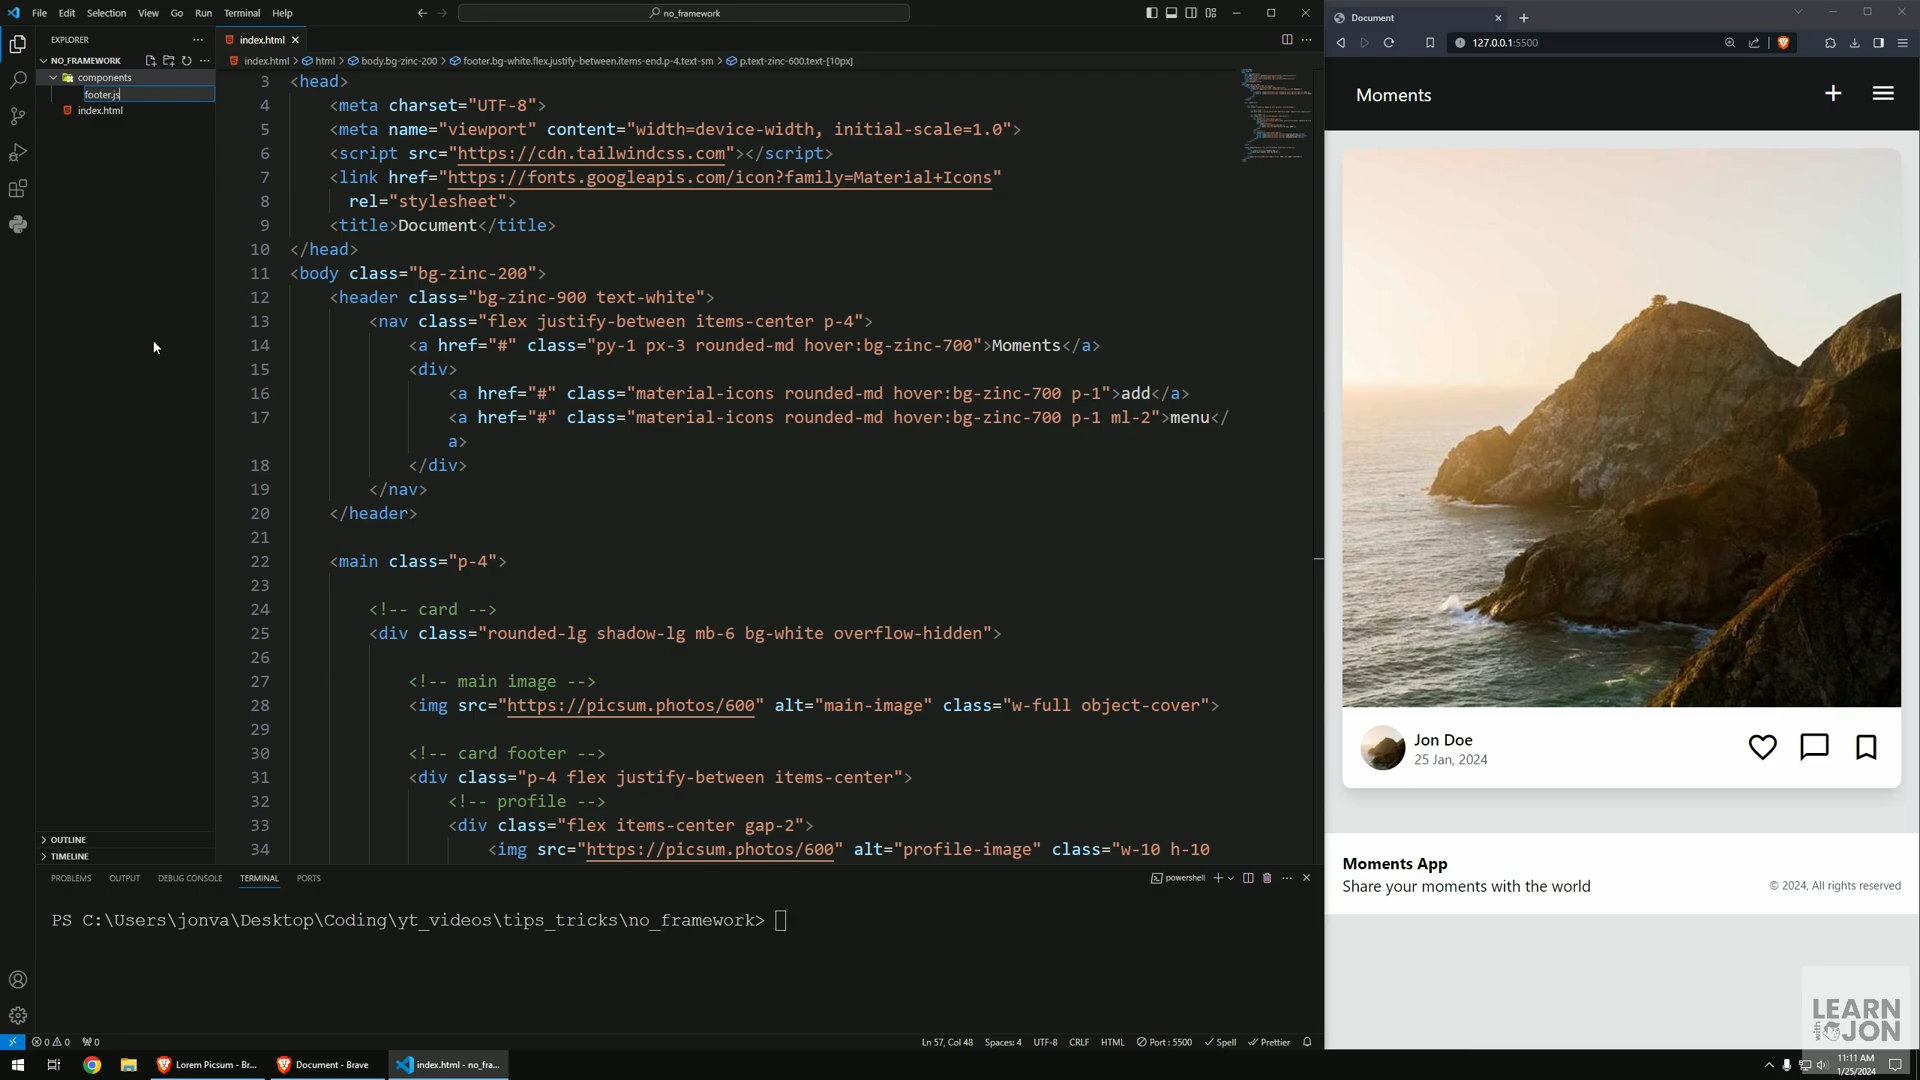 File Edit Selection View Go Run Terminal Help
no_framework
EXPLORER
NO_FRAMEWORK
components
footer.js
index.html
OUTLINE
TIMELINE
index.html
index.html > html > body.bg-zinc-200 > footer.bg-white.flex.justify-between.items-end.p-4.text-sm > p.text-zinc-600.text-[10px]
3 <head>
4 <meta charset="UTF-8">
5 <meta name="viewport" content="width=device-width, initial-scale=1.0">
6 <script src="https://cdn.tailwindcss.com"></script>
7 <link href="https://fonts.googleapis.com/icon?family=Material+Icons"
8 rel="stylesheet">
9 <title>Document</title>
10 </head>
11 <body class="bg-zinc-200">
12 <header class="bg-zinc-900 text-white">
13 <nav class="flex justify-between items-center p-4">
14 <a href="#" class="py-1 px-3 rounded-md hover:bg-zinc-700">Moments</a>
15 <div>
16 <a href="#" class="material-icons rounded-md hover:bg-zinc-700 p-1">add</a>
17 <a href="#" class="material-icons rounded-md hover:bg-zinc-700 p-1 ml-2">menu</
a>
18 </div>
19 </nav>
20 </header>
21
22 <main class="p-4">
23
24 <!-- card -->
25 <div class="rounded-lg shadow-lg mb-6 bg-white overflow-hidden">
26
27 <!-- main image -->
28 <img src="https://picsum.photos/600" alt="main-image" class="w-full object-cover">
29
30 <!-- card footer -->
31 <div class="p-4 flex justify-between items-center">
32 <!-- profile -->
33 <div class="flex items-center gap-2">
34 <img src="https://picsum.photos/600" alt="profile-image" class="w-10 h-10
PROBLEMS OUTPUT DEBUG CONSOLE TERMINAL PORTS
powershell
PS C:\Users\jonva\Desktop\Coding\yt_videos\tips_tricks\no_framework>
Ln 57, Col 48 Spaces: 4 UTF-8 CRLF HTML Port : 5500 Spell Prettier
0 0 0
Document
127.0.0.1:5500
Moments
Jon Doe
25 Jan, 2024
Moments App
Share your moments with the world
© 2024, All rights reserved
LEARN
with
JON
Lorem Picsum - Br...
Document - Brave
index.html - no_fra...
11:11 AM
1/25/2024